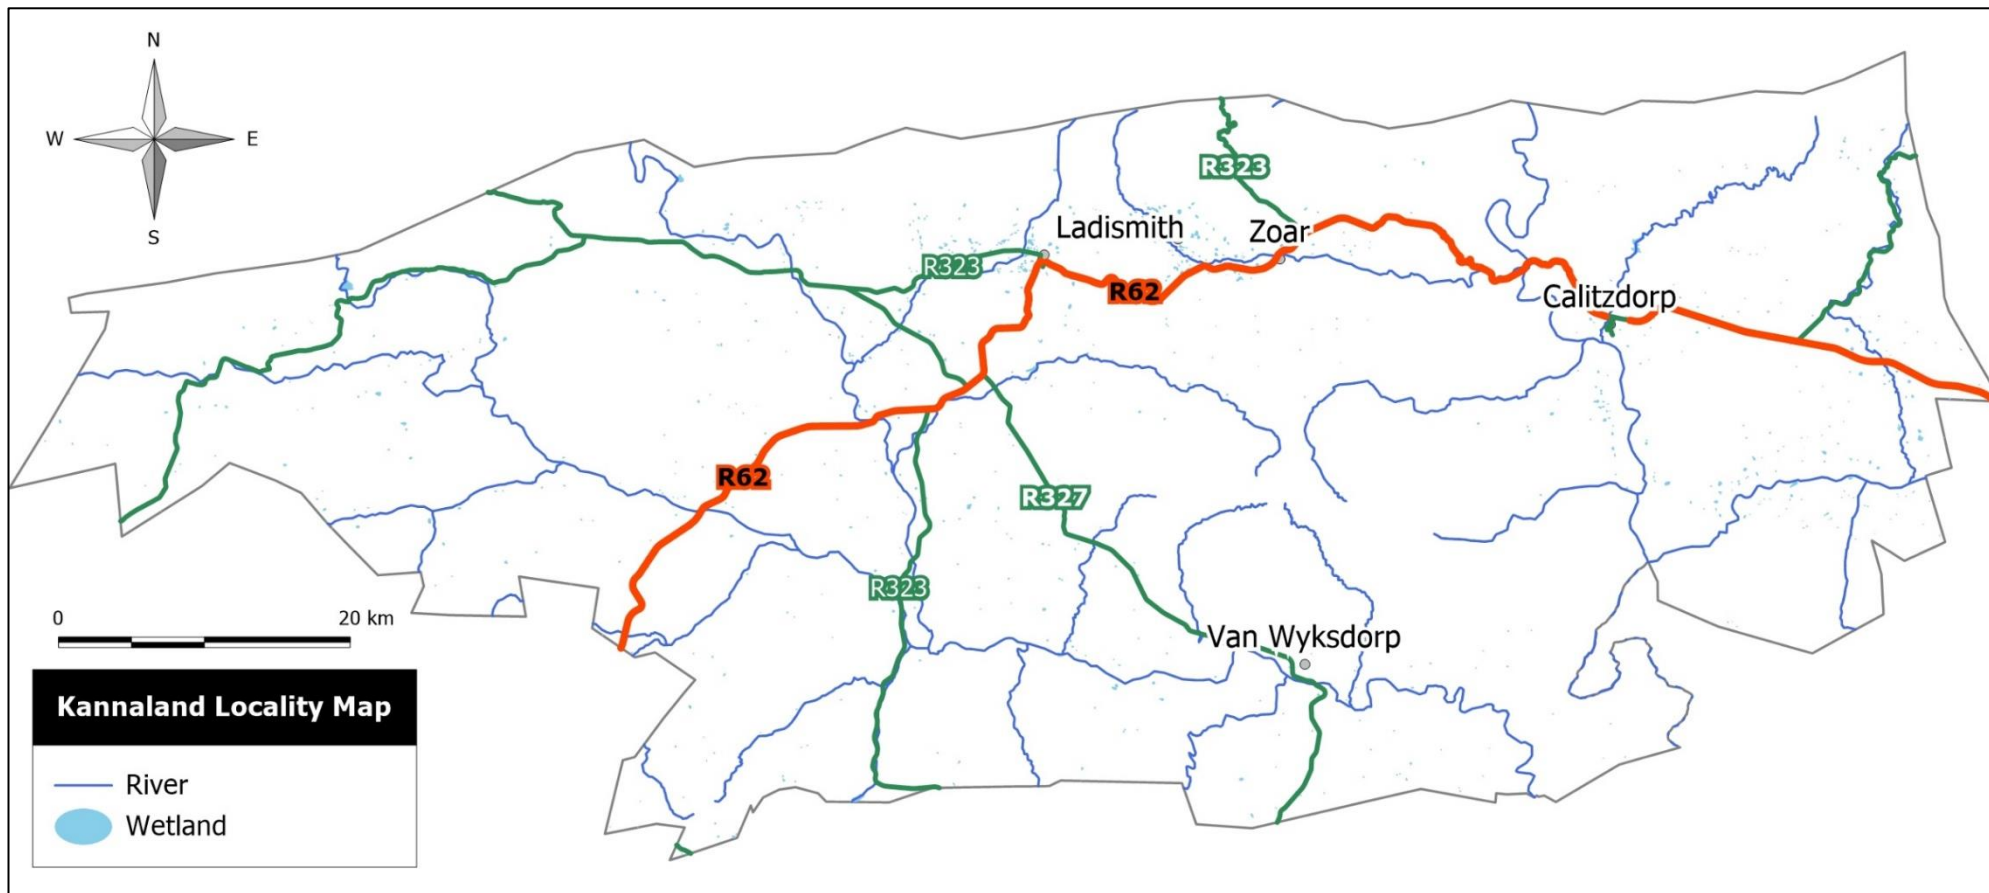 N
W
E
S
R323
Ladismith
Zoar
R323
R62
Calitzdorp
R62
R327
R323
0
20 km
Van Wyksdorp
Kannaland Locality Map
River
Wetland